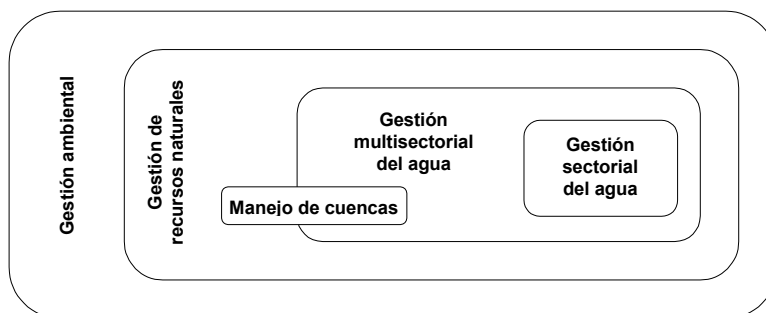 Gestión ambiental
Gestión de
recursos naturales
Gestión
multisectorial
del agua
Gestión
sectorial
del agua
Manejo de cuencas